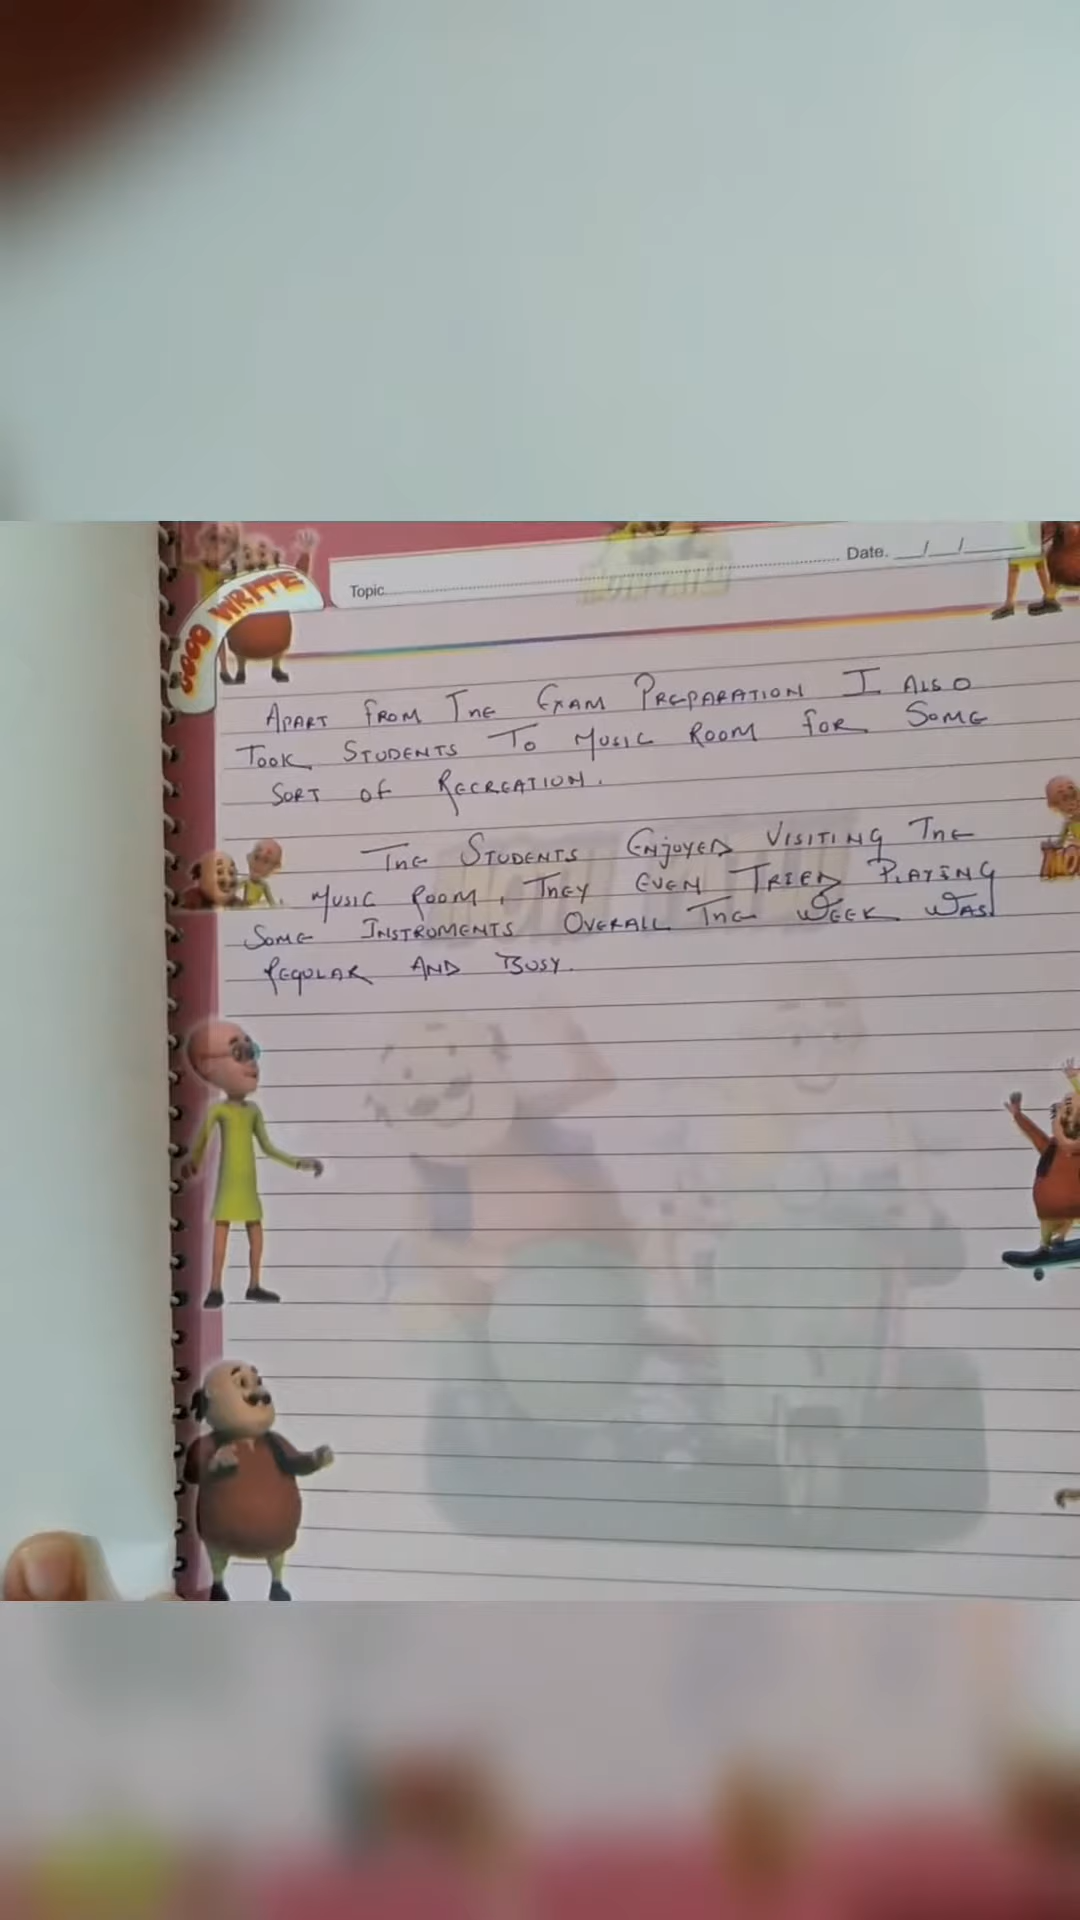 GOOD WRITE
Topic
Date. __/__/____
APART FROM THE EXAM PREPARATION I ALSO
TOOK STUDENTS TO MUSIC ROOM FOR SOME
SORT OF RECREATION.
THE STUDENTS ENJOYED VISITING THE
MUSIC ROOM, THEY EVEN TRIED PLAYING
SOME INSTRUMENTS OVERALL THE WEEK WAS
REGULAR AND BUSY.